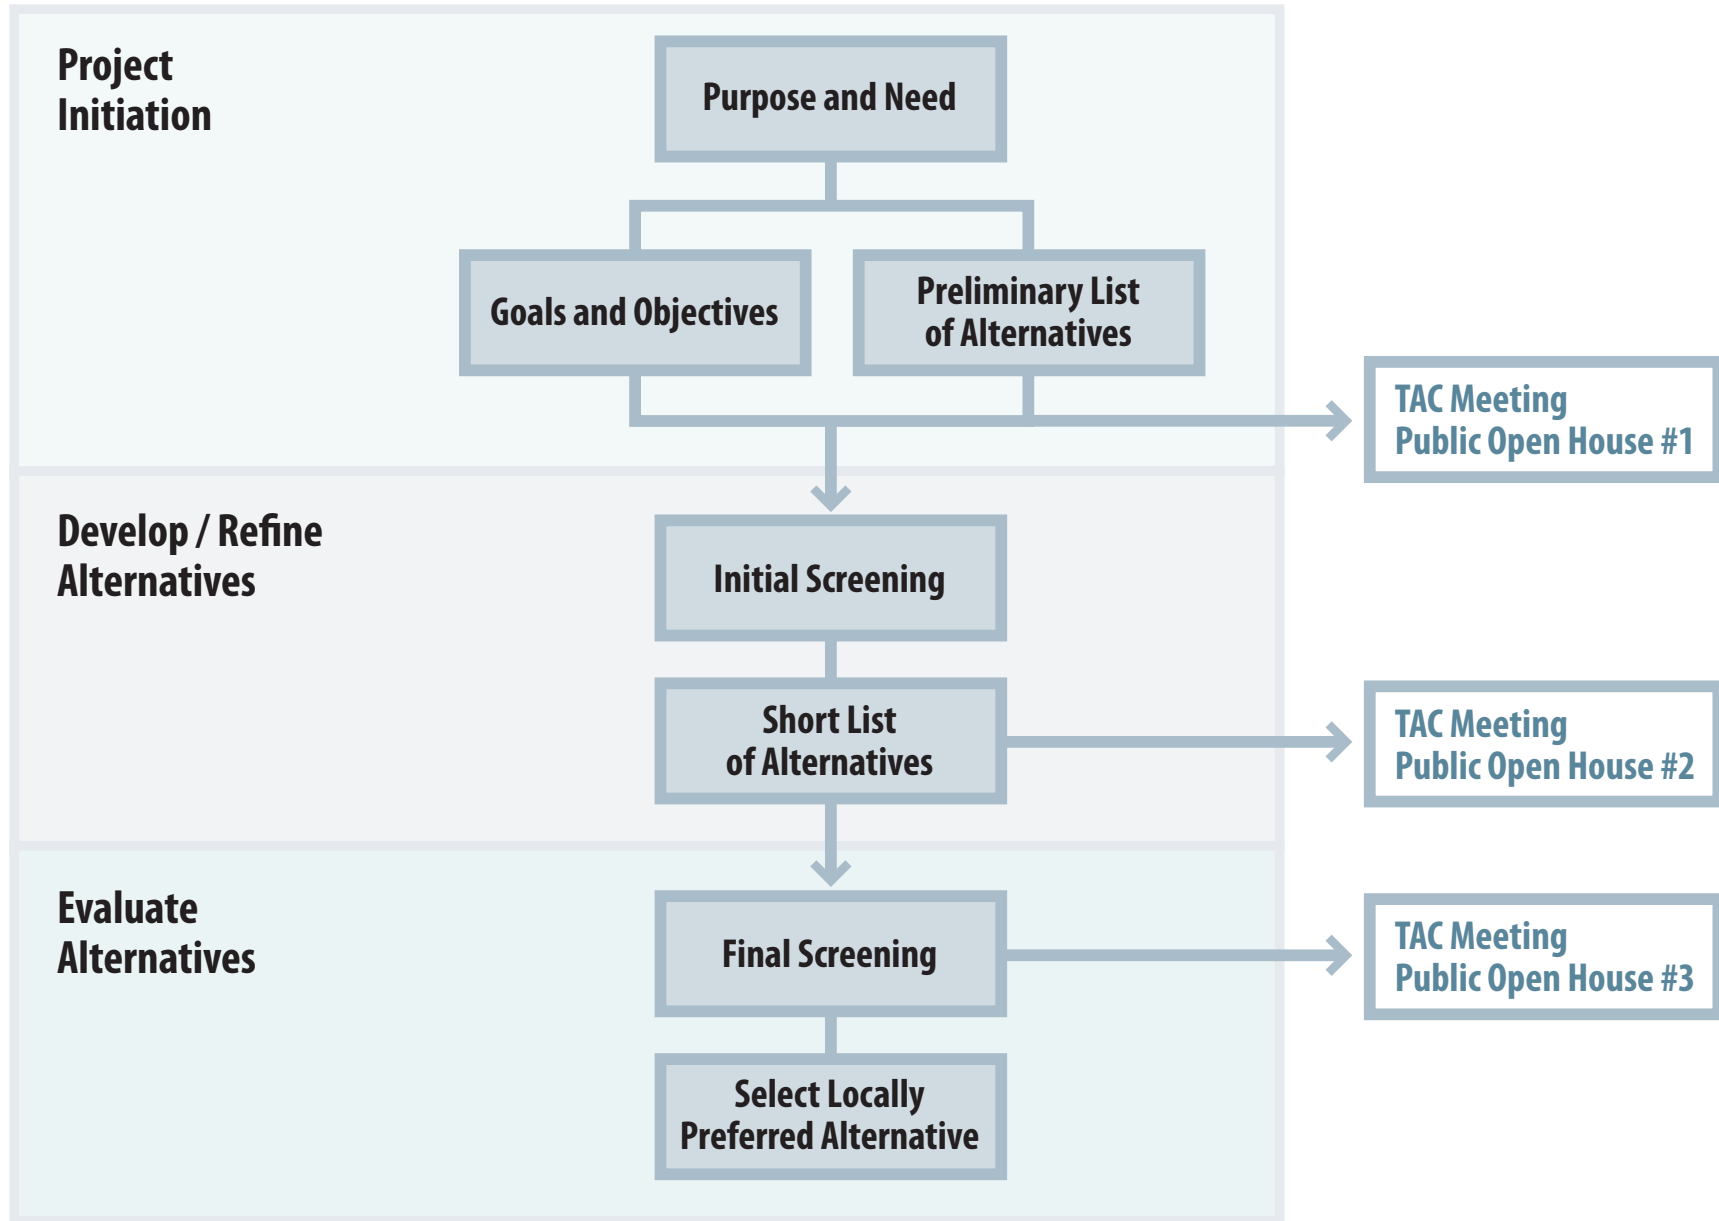 Project
Initiation
Purpose and Need
Goals and Objectives
Preliminary List
of Alternatives
TAC Meeting
Public Open House #1
Develop / Refine
Alternatives
Initial Screening
Short List
of Alternatives
TAC Meeting
Public Open House #2
Evaluate
Alternatives
Final Screening
TAC Meeting
Public Open House #3
Select Locally
Preferred Alternative